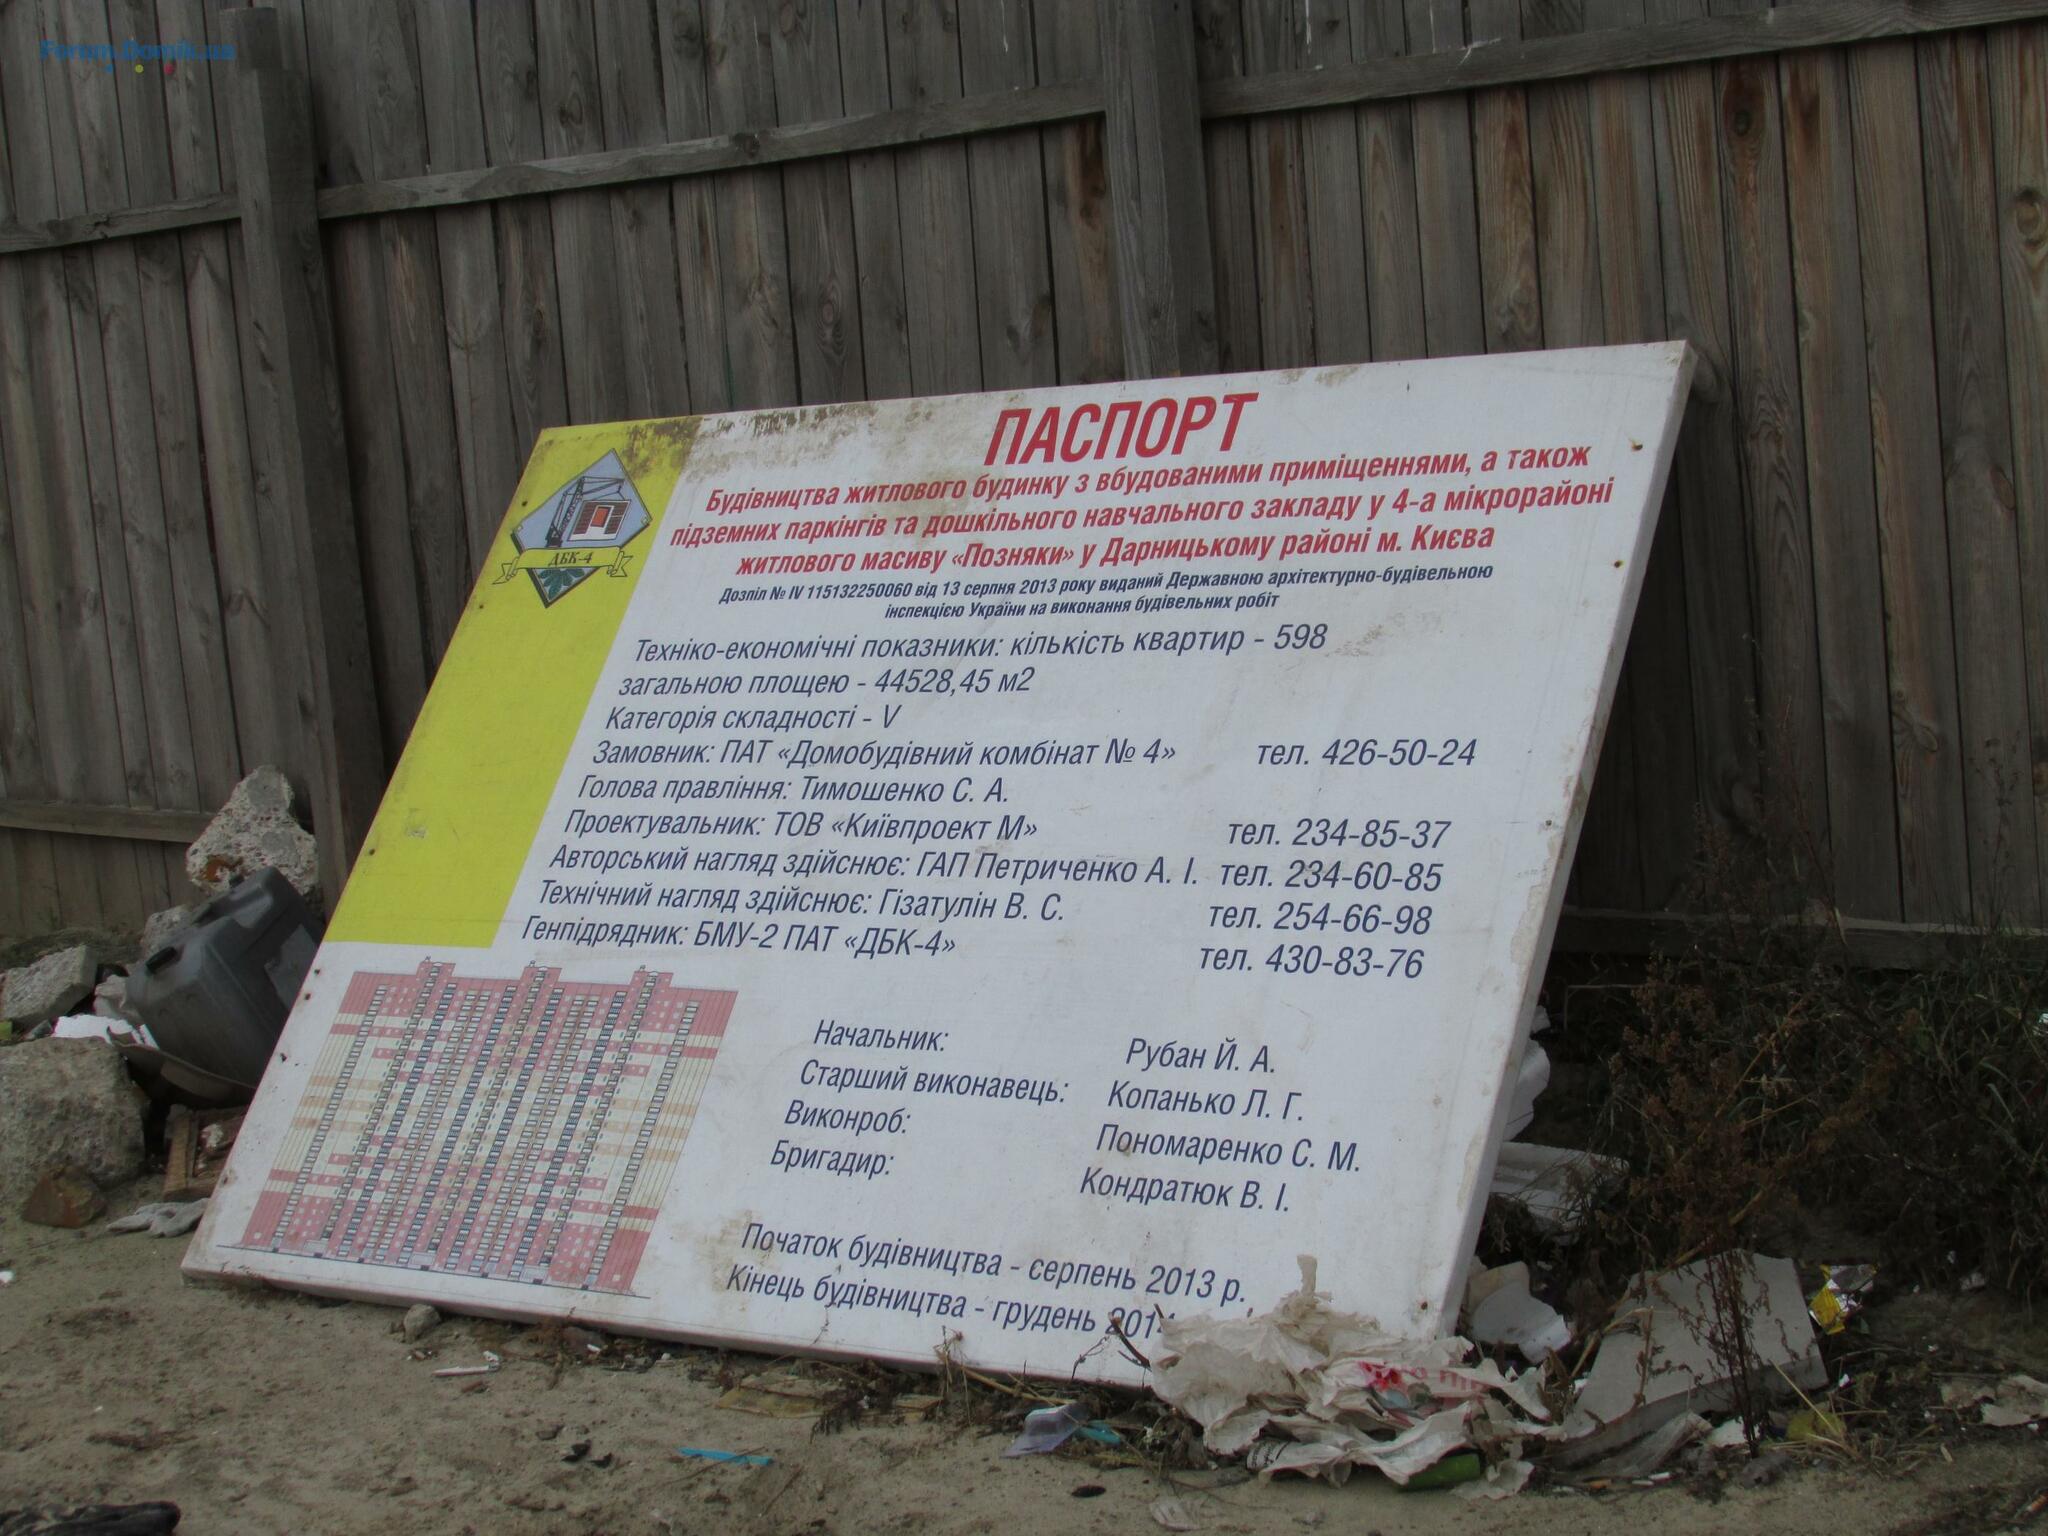 Forum.Domik.ua
ПАСПОРТ
Будівництва житлового будинку з вбудованими приміщеннями, а також
підземних паркінгів та дошкільного навчального закладу у 4-а мікрорайоні
житлового масиву «Позняки» у Дарницькому районі м. Києва
Дозпіл № IV 115132250060 від 13 серпня 2013 року виданий Державною архітектурно-будівельною
інспекцією України на виконання будівельних робіт
ДБК-4
Техніко-економічні показники: кількість квартир - 598
загальною площею - 44528,45 м2
Категорія складності - V
Замовник: ПАТ «Домобудівний комбінат № 4» тел. 426-50-24
Голова правління: Тимошенко С. А.
Проектувальник: ТОВ «Київпроект М» тел. 234-85-37
Авторський нагляд здійснює: ГАП Петриченко А. І. тел. 234-60-85
Технічний нагляд здійснює: Гізатулін В. С. тел. 254-66-98
Генпідрядник: БМУ-2 ПАТ «ДБК-4» тел. 430-83-76
Начальник: Рубан Й. А.
Старший виконавець: Копанько Л. Г.
Виконроб: Пономаренко С. М.
Бригадир: Кондратюк В. І.
Початок будівництва - серпень 2013 р.
Кінець будівництва - грудень